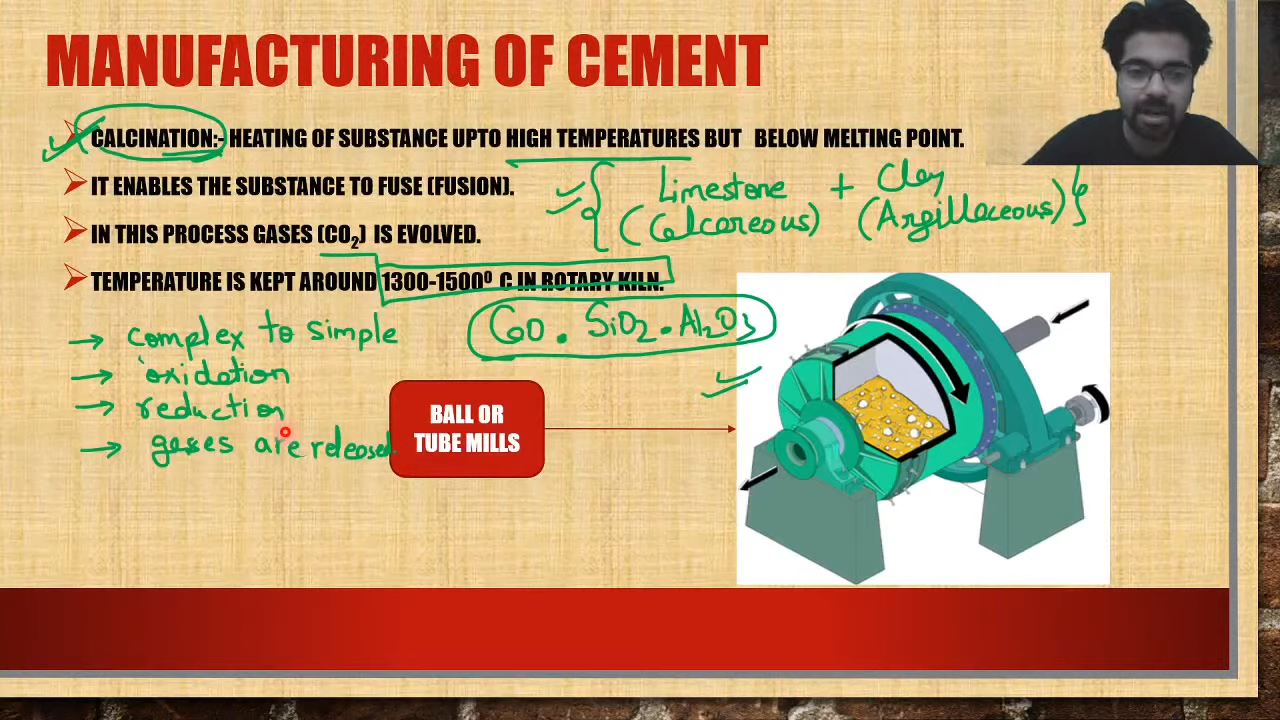 MANUFACTURING OF CEMENT
CALCINATION:- HEATING OF SUBSTANCE UPTO HIGH TEMPERATURES BUT BELOW MELTING POINT.
IT ENABLES THE SUBSTANCE TO FUSE (FUSION).
{ Limestone + Clay
(Calcareous) (Argillaceous) }
IN THIS PROCESS GASES (CO₂) IS EVOLVED.
TEMPERATURE IS KEPT AROUND 1300-1500⁰ C IN ROTARY KILN.
CaO . SiO₂ . Al₂O₃
→ complex to simple
→ oxidation
→ reduction
→ gases are released.
BALL OR
TUBE MILLS